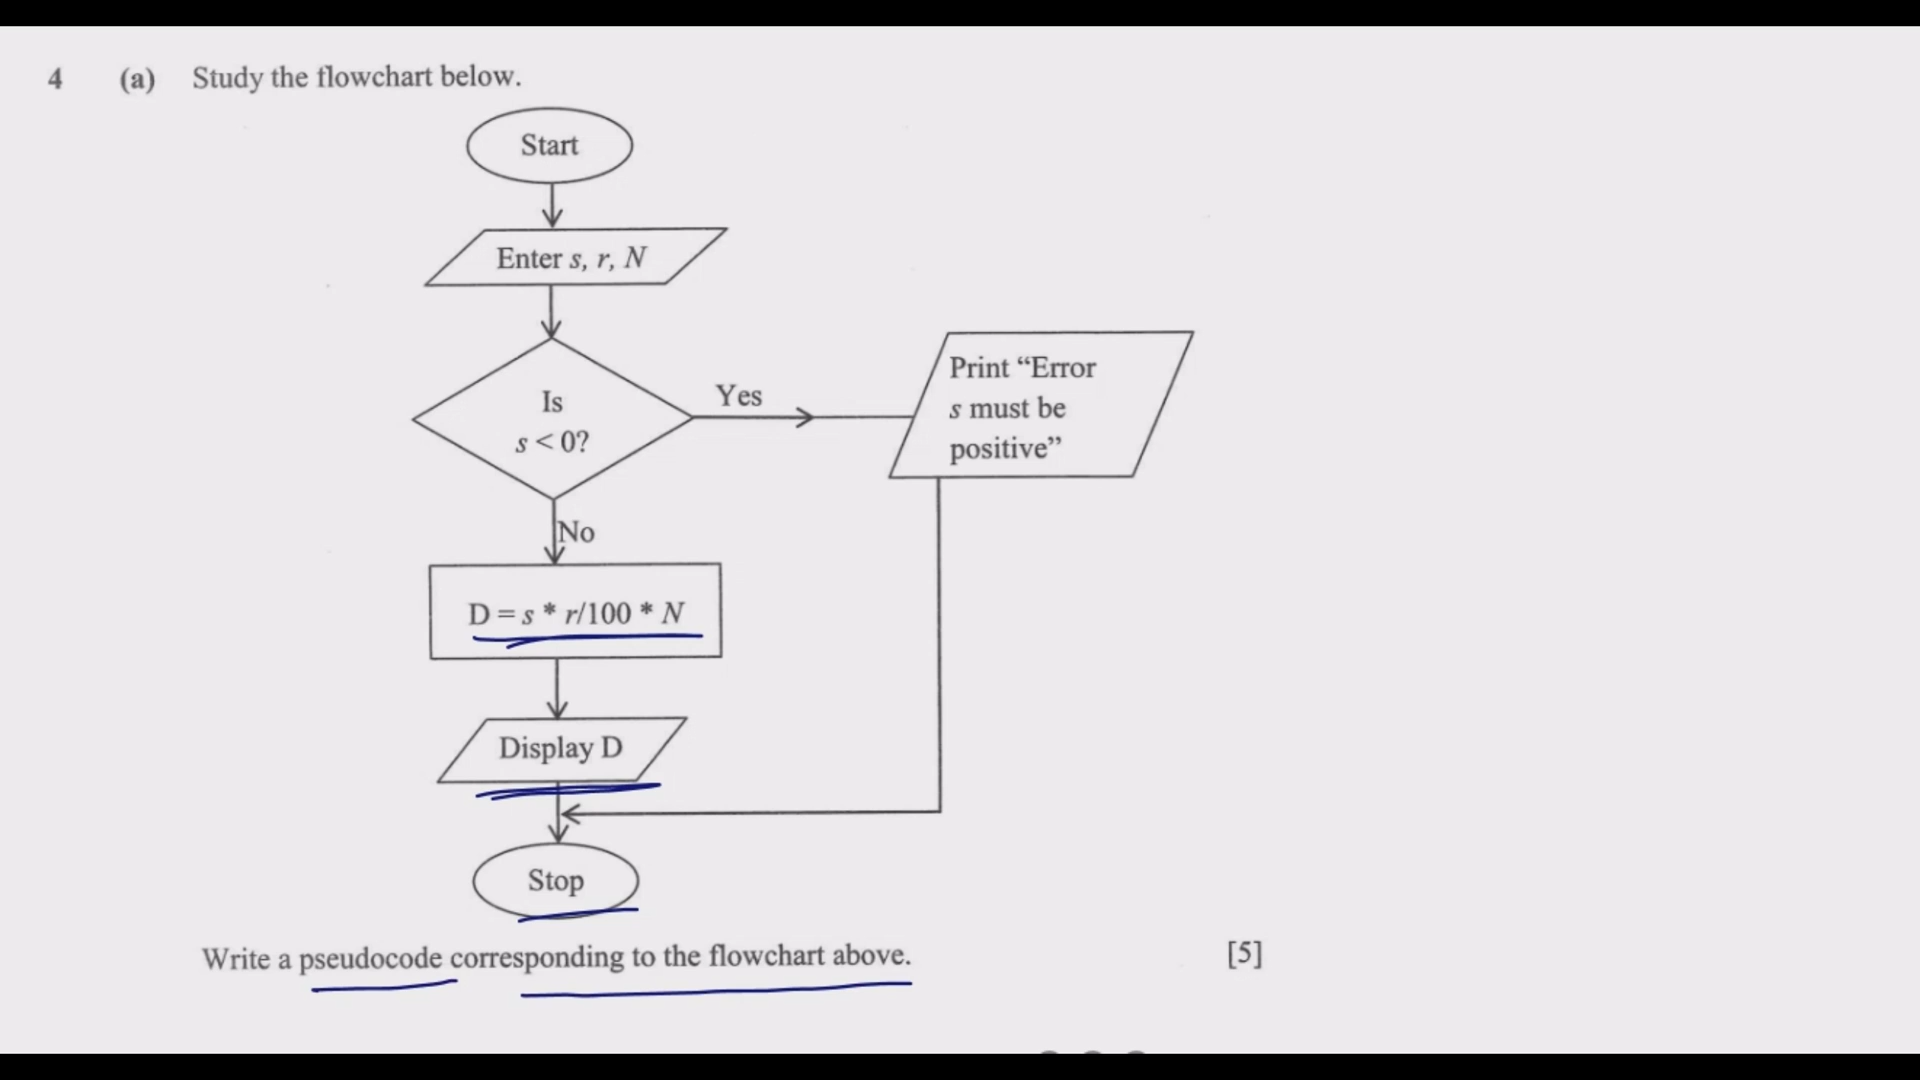 4 (a) Study the flowchart below.
Start
Enter s, r, N
Is
s < 0?
Yes
Print “Error
s must be
positive”
No
D = s * r/100 * N
Display D
Stop
Write a pseudocode corresponding to the flowchart above. [5]